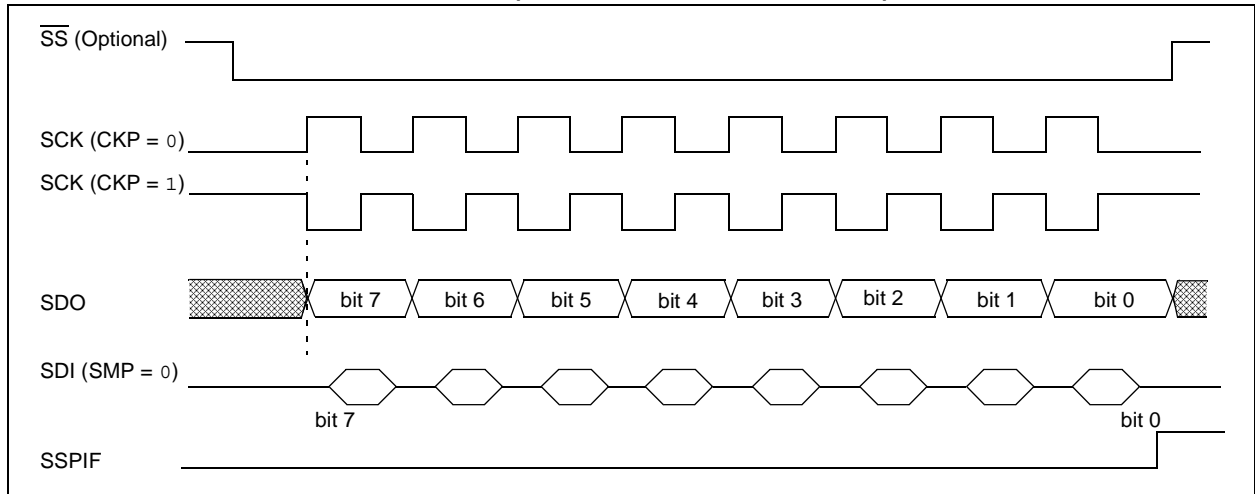 SS (Optional)
SCK (CKP = 0)
SCK (CKP = 1)
SDO
bit 7 bit 6 bit 5 bit 4 bit 3 bit 2 bit 1 bit 0
SDI (SMP = 0)
bit 7 bit 0
SSPIF